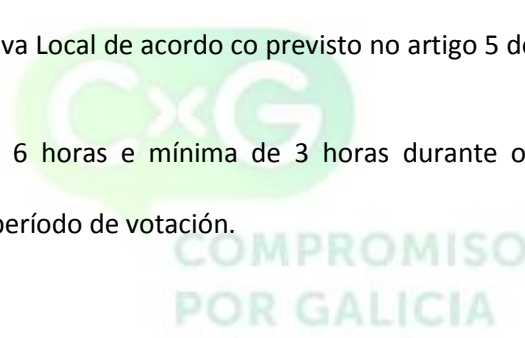 va Local de acordo co previsto no artigo 5 d
CxG
6 horas e mínima de 3 horas durante o
período de votación.
COMPROMISO
POR GALICIA